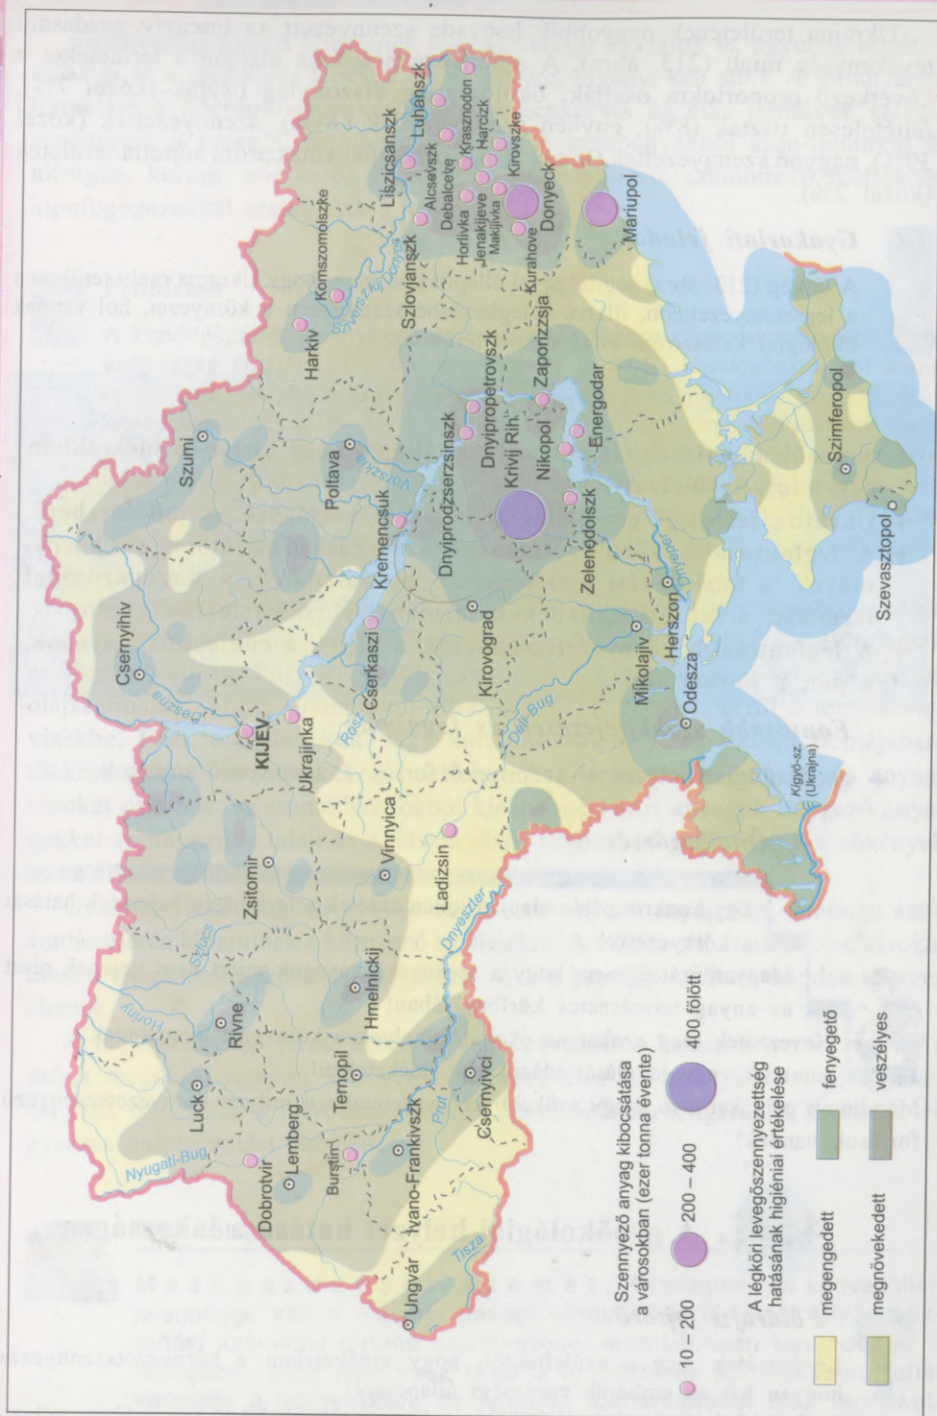 Szumi
Csernyihiv
Deszna
Harkiv
Komszomolszke
Sziverszkij Donyec
Liszicsanszk
Luhanszk
Alcsevszk
Debalceve
Krasznodon
Harcizk
Horlivka
Jenakijeve
Makijivka
Kirovszke
Szlovjanszk
Kurahove
Donyeck
Mariupol
Poltava
Vorszkla
Kremencsuk
Dnyiprodzserzsinszk
Dnyipropetrovszk
Krivij Rih
Nikopol
Zaporizzsja
Energodar
Zelenodolszk
Dnyeper
KIJEV
Ukrajinka
Rosz
Cserkaszi
Kirovograd
Mikolajiv
Herszon
Odesza
Szimferopol
Szevasztopol
Déli-Bug
Kígyó-sz.
(Ukrajna)
Zsitomir
Vinnyica
Ladizsin
Dnyeszter
Szlucs
Horiny
Rivne
Hmelnickij
Luck
Ternopil
Nyugati-Bug
Dobrotvir
Lemberg
Burstin
Ivano-Frankivszk
Prut
Csernyivci
Ungvár
Tisza
Szennyező anyag kibocsátása
a városokban (ezer tonna évente)
10 – 200
200 – 400
400 fölött
A légköri levegőszennyezettség
hatásának higiéniai értékelése
megengedett
fenyegető
megnövekedett
veszélyes